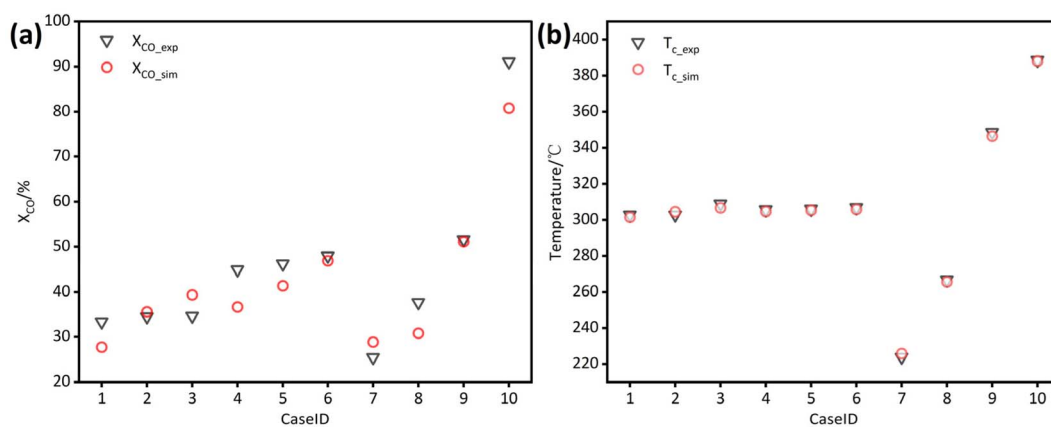 (a)
X_CO_exp
X_CO_sim
100
90
80
70
60
50
40
30
20
X_CO/%
1 2 3 4 5 6 7 8 9 10
CaseID
(b)
T_c_exp
T_c_sim
400
380
360
340
320
300
280
260
240
220
Temperature/℃
1 2 3 4 5 6 7 8 9 10
CaseID